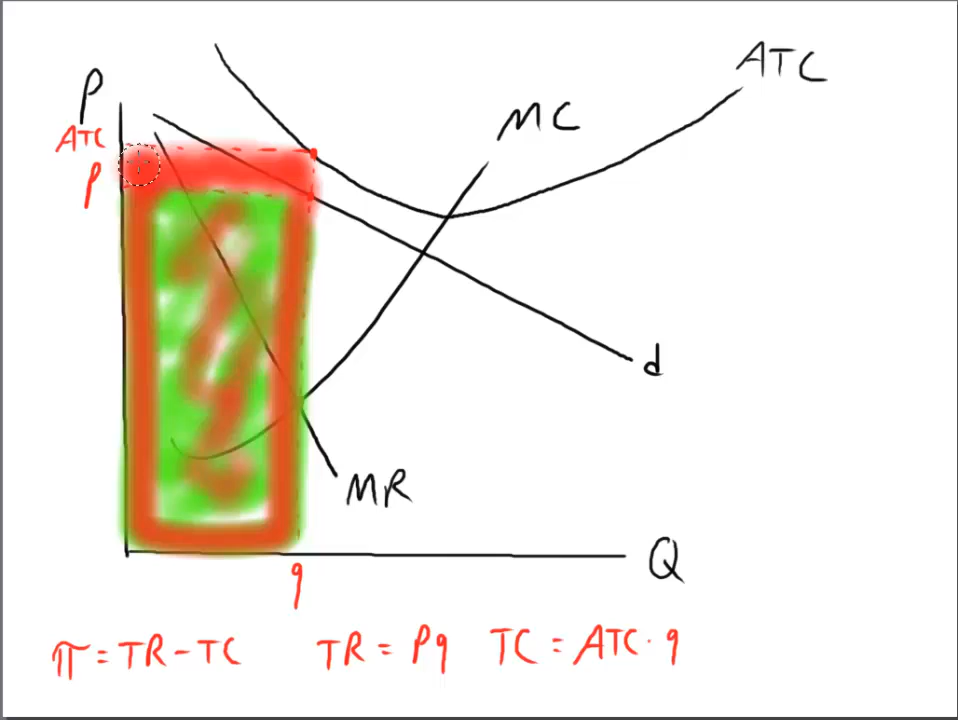 P
ATC
P
ATC
MC
d
MR
Q
q
π = TR - TC TR = Pq TC = ATC · q